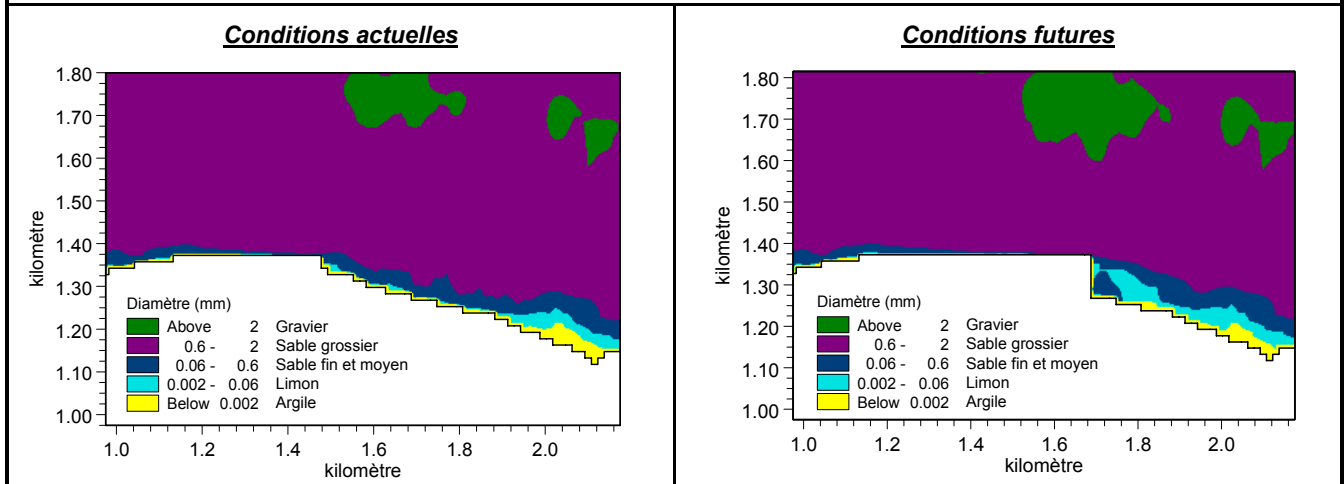 Conditions actuelles
1.80
1.70
1.60
1.50
1.40
1.30
1.20
1.10
1.00
kilomètre
Diamètre (mm)
Above 2 Gravier
0.6 - 2 Sable grossier
0.06 - 0.6 Sable fin et moyen
0.002 - 0.06 Limon
Below 0.002 Argile
1.0 1.2 1.4 1.6 1.8 2.0
kilomètre
Conditions futures
1.80
1.70
1.60
1.50
1.40
1.30
1.20
1.10
1.00
kilomètre
Diamètre (mm)
Above 2 Gravier
0.6 - 2 Sable grossier
0.06 - 0.6 Sable fin et moyen
0.002 - 0.06 Limon
Below 0.002 Argile
1.0 1.2 1.4 1.6 1.8 2.0
kilomètre